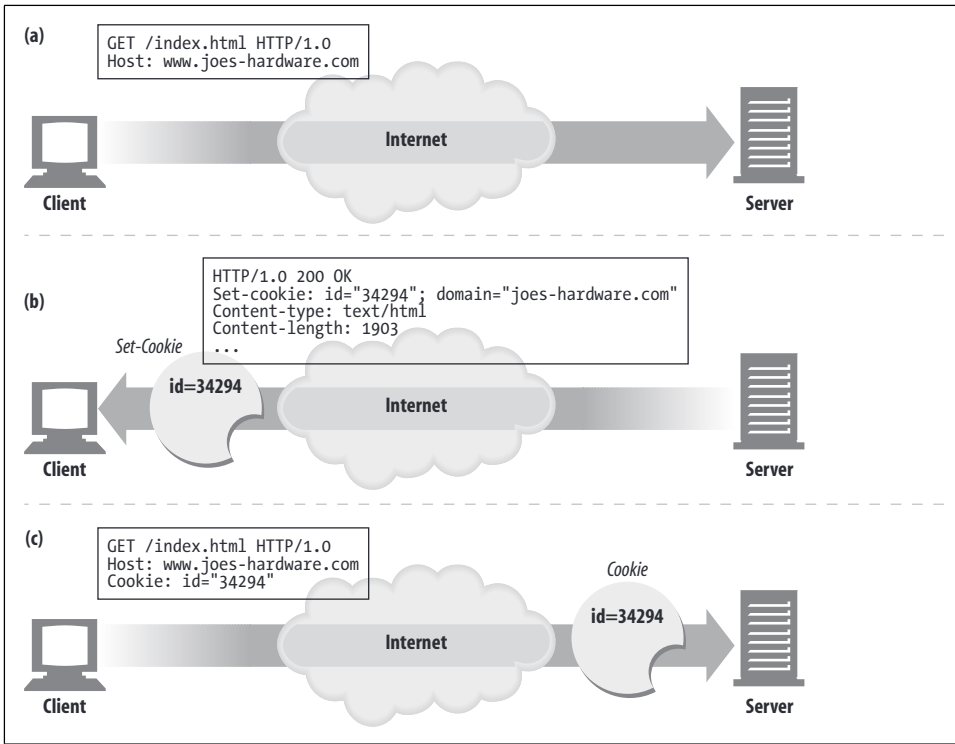 (a)
GET /index.html HTTP/1.0
Host: www.joes-hardware.com
Internet
Client
Server
(b)
HTTP/1.0 200 OK
Set-cookie: id="34294"; domain="joes-hardware.com"
Content-type: text/html
Content-length: 1903
...
Set-Cookie
id=34294
Internet
Client
Server
(c)
GET /index.html HTTP/1.0
Host: www.joes-hardware.com
Cookie: id="34294"
Cookie
id=34294
Internet
Client
Server